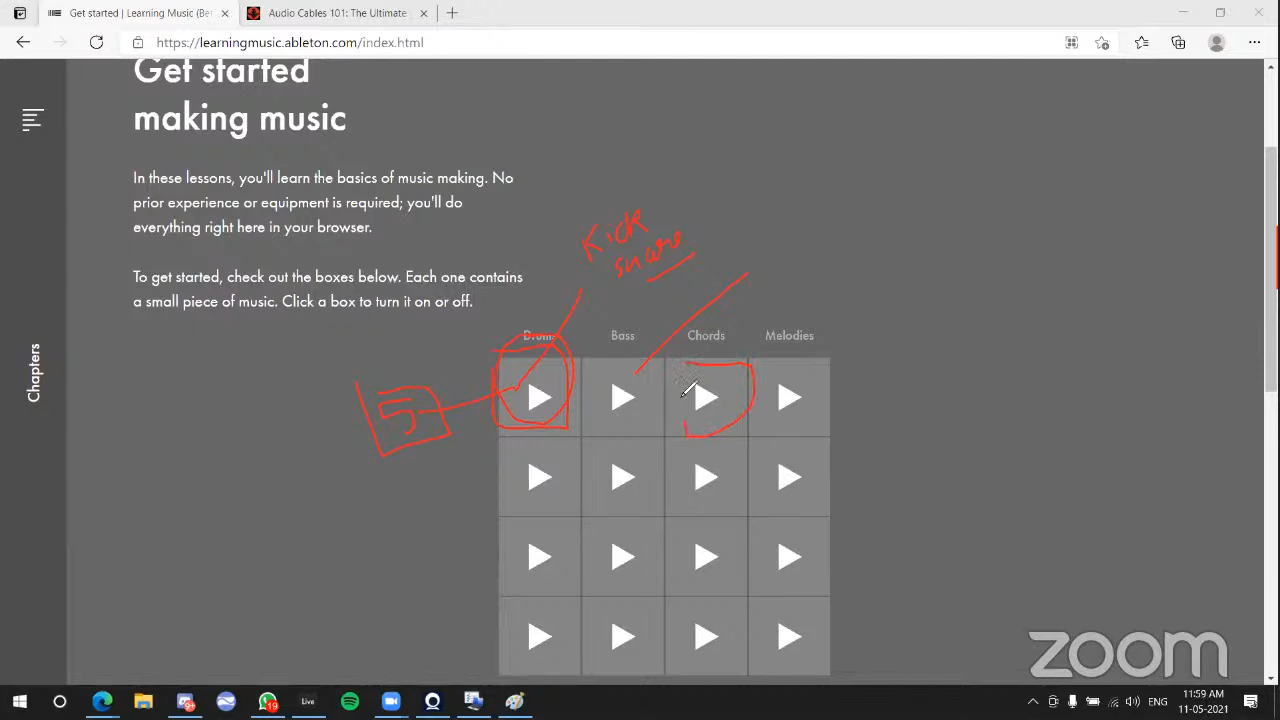 Get started | Learning Music (Be
Audio Cables 101: The Ultimate
https://learningmusic.ableton.com/index.html
Get started
making music
In these lessons, you'll learn the basics of music making. No
prior experience or equipment is required; you'll do
everything right here in your browser.
To get started, check out the boxes below. Each one contains
a small piece of music. Click a box to turn it on or off.
Chapters
Kick
snare
Drums Bass Chords Melodies
5
zoom
9+
19
Live
ENG
11:59 AM
11-05-2021